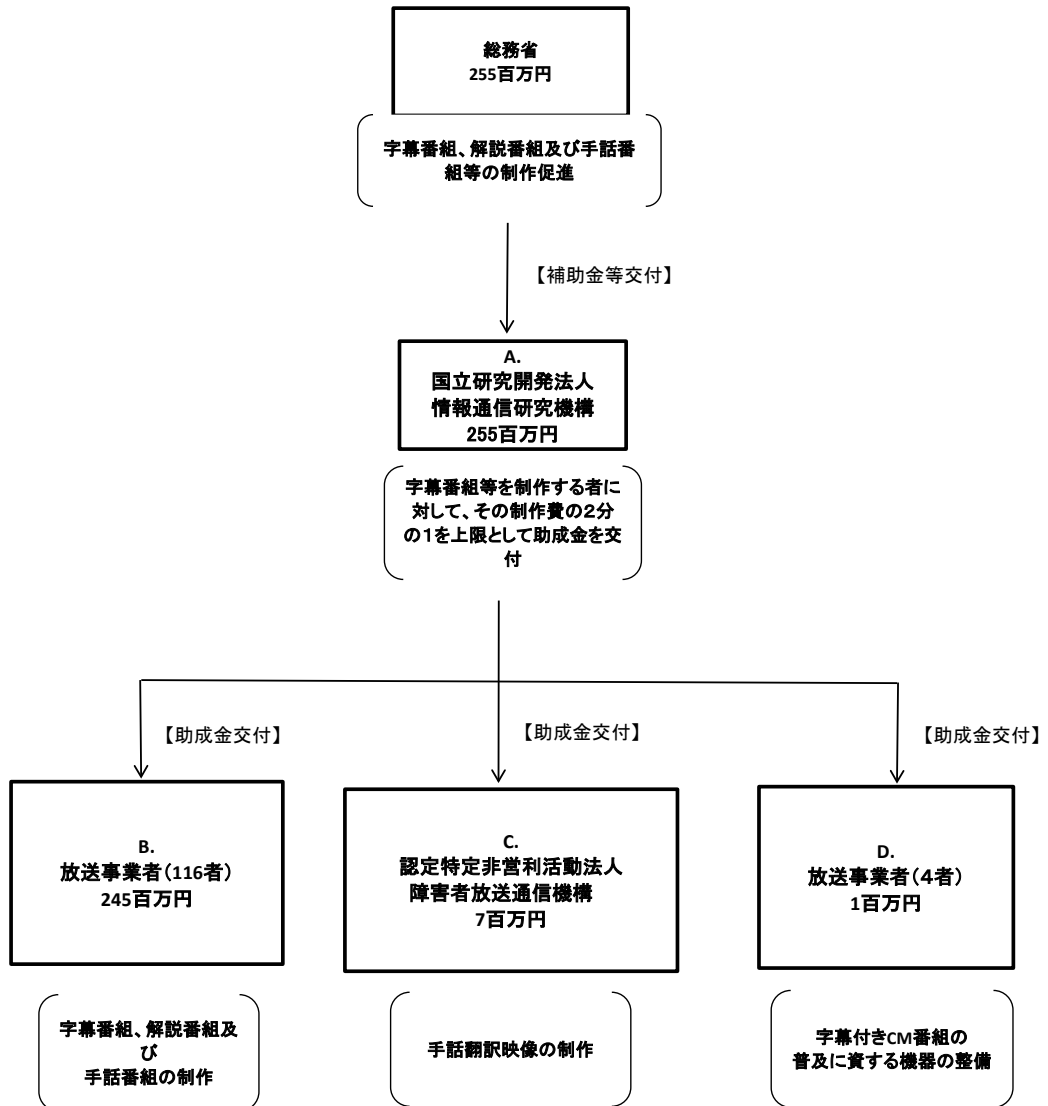 総務省
255百万円
字幕番組、解説番組及び手話番
組等の制作促進
【補助金等交付】
A.
国立研究開発法人
情報通信研究機構
255百万円
字幕番組等を制作する者に
対して、その制作費の2分
の1を上限として助成金を交
付
【助成金交付】
【助成金交付】
【助成金交付】
B.
放送事業者(116者)
245百万円
C.
認定特定非営利活動法人
障害者放送通信機構
7百万円
D.
放送事業者(4者)
1百万円
字幕番組、解説番組及
び
手話番組の制作
手話翻訳映像の制作
字幕付きCM番組の
普及に資する機器の整備